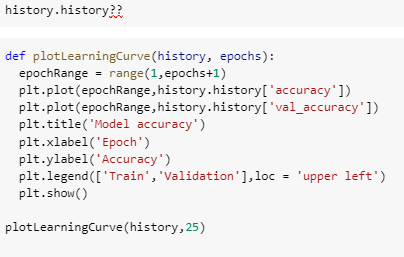 history.history??
def plotLearningCurve(history, epochs):
  epochRange = range(1,epochs+1)
  plt.plot(epochRange,history.history['accuracy'])
  plt.plot(epochRange,history.history['val_accuracy'])
  plt.title('Model accuracy')
  plt.xlabel('Epoch')
  plt.ylabel('Accuracy')
  plt.legend(['Train','Validation'],loc = 'upper left')
  plt.show()
plotLearningCurve(history,25)